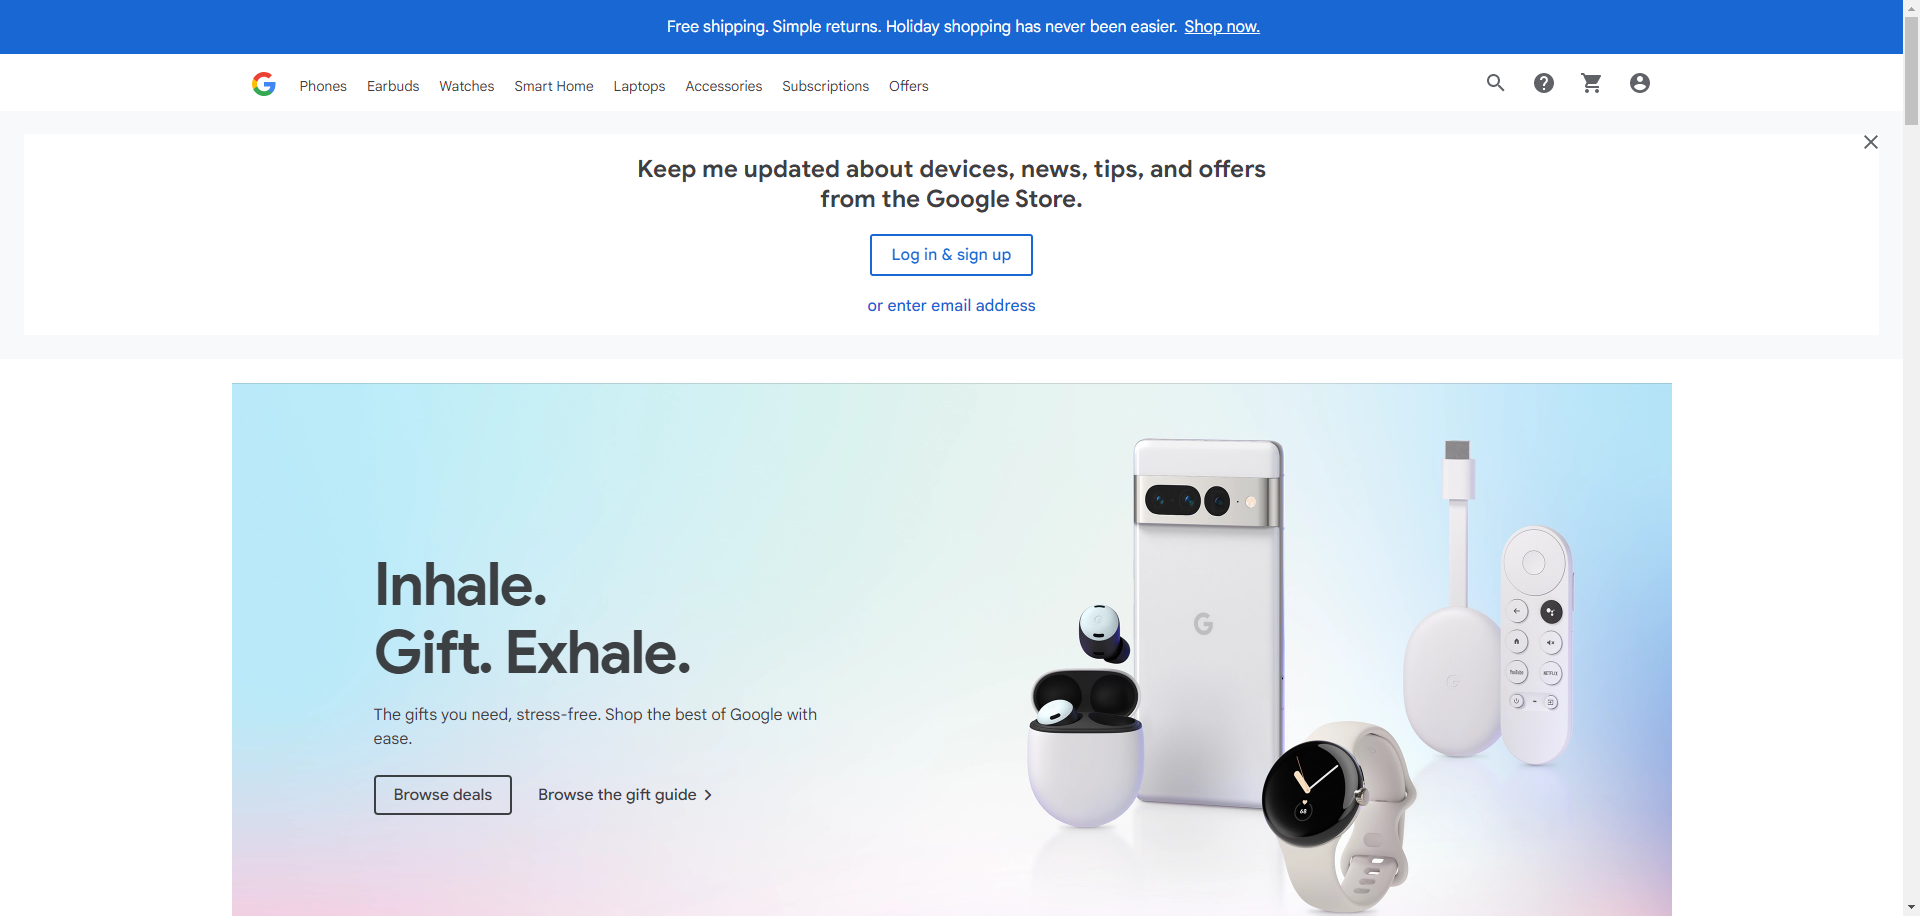 Free shipping. Simple returns. Holiday shopping has never been easier. Shop now.
Phones Earbuds Watches Smart Home Laptops Accessories Subscriptions Offers
Keep me updated about devices, news, tips, and offers
from the Google Store.
Log in & sign up
or enter email address
Inhale.
Gift. Exhale.
The gifts you need, stress-free. Shop the best of Google with
ease.
Browse deals
Browse the gift guide
YouTube
NETFLIX
68